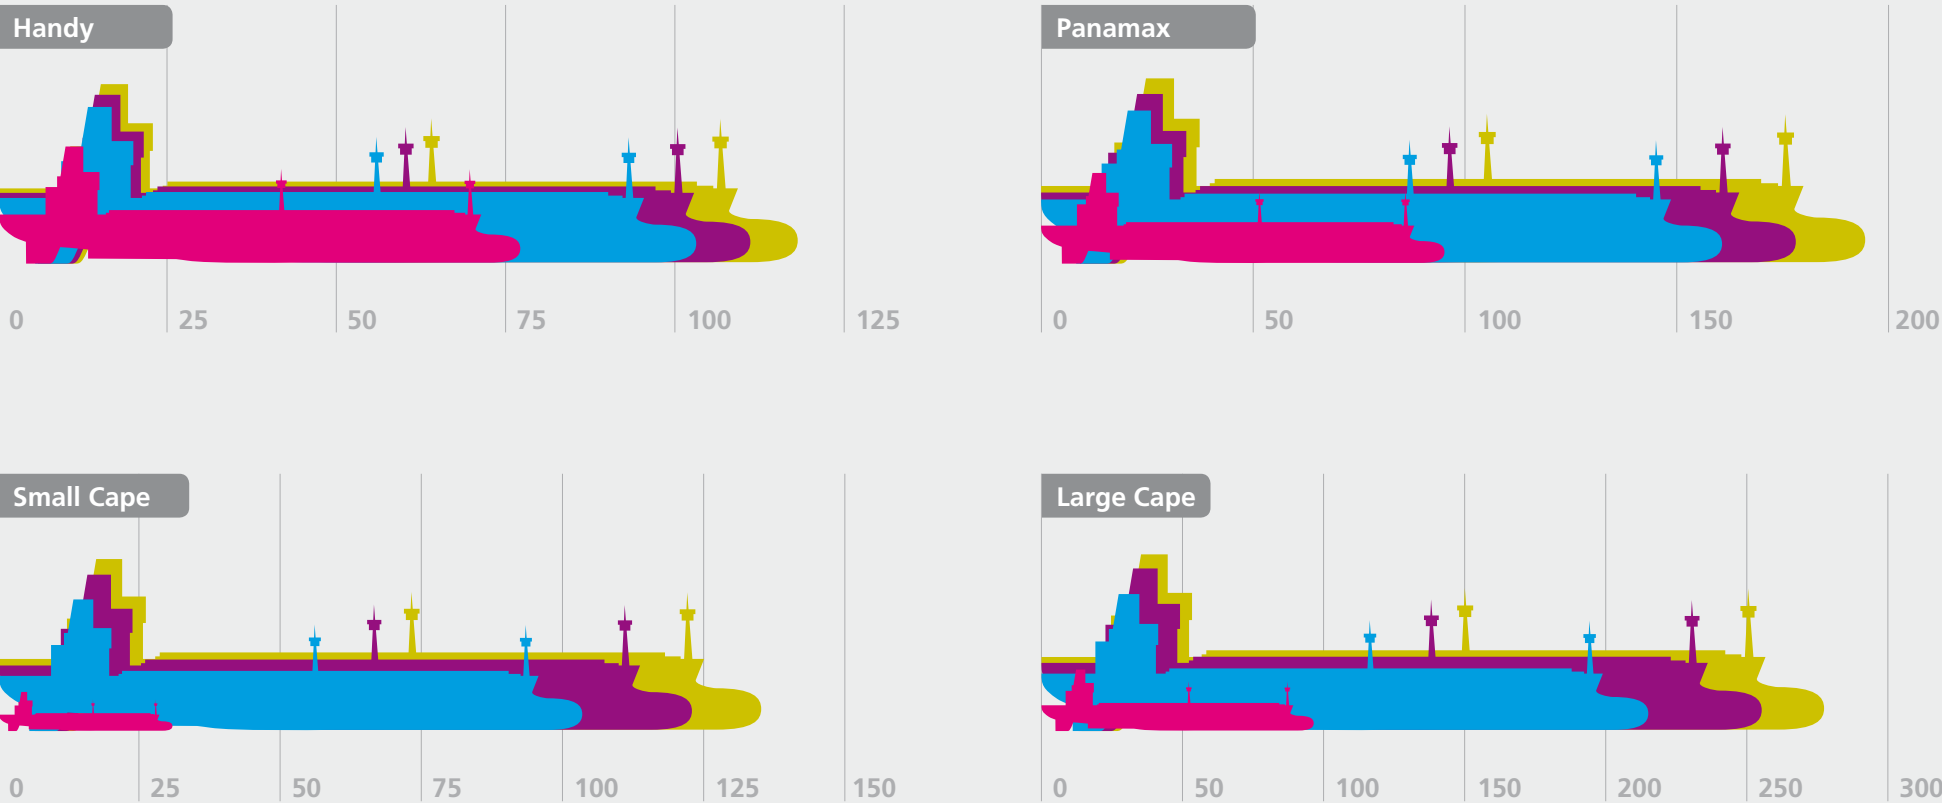 Handy
0 25 50 75 100 125
Panamax
0 50 100 150 200
Small Cape
0 25 50 75 100 125 150
Large Cape
0 50 100 150 200 250 300